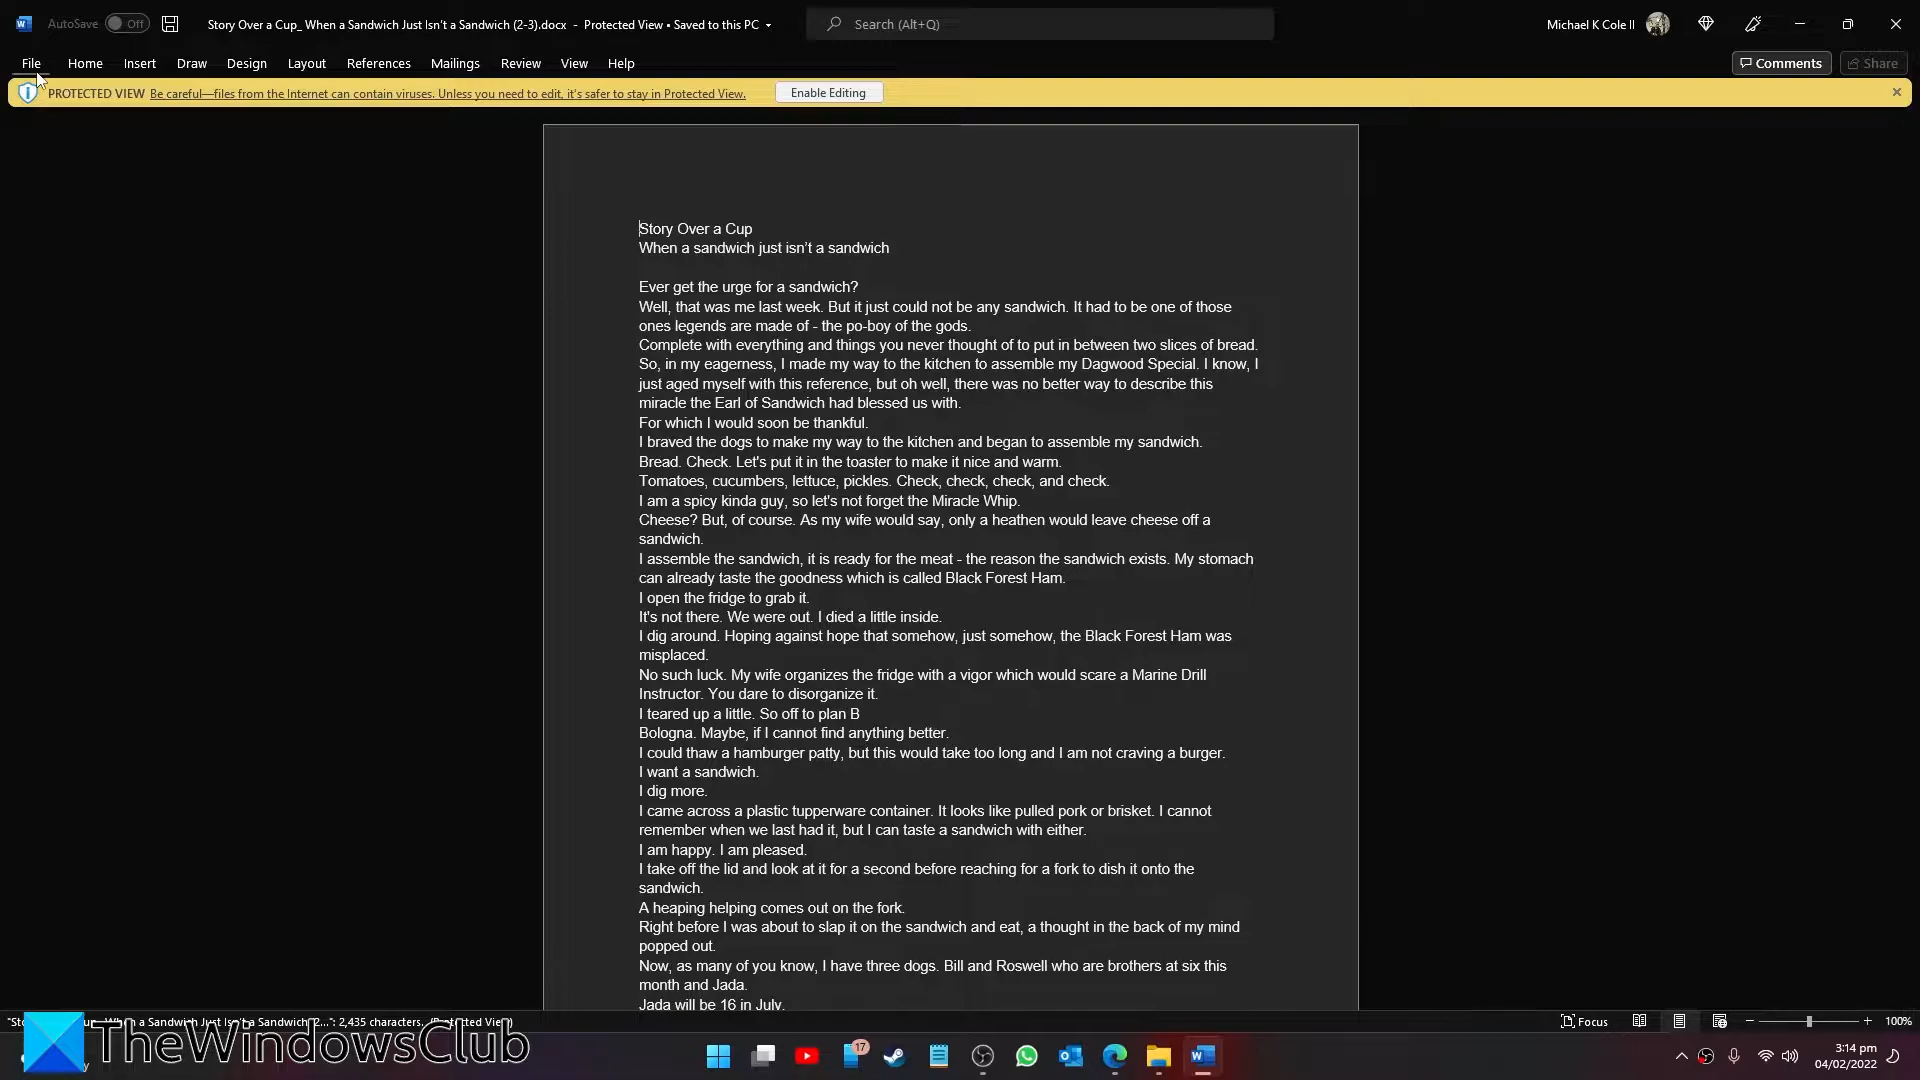 AutoSave Off Story Over a Cup_ When a Sandwich Just Isn't a Sandwich (2-3).docx - Protected View • Saved to this PC Search (Alt+Q) Michael K Cole II
File Home Insert Draw Design Layout References Mailings Review View Help Comments Share
PROTECTED VIEW Be careful—files from the Internet can contain viruses. Unless you need to edit, it's safer to stay in Protected View. Enable Editing
Story Over a Cup
When a sandwich just isn’t a sandwich
Ever get the urge for a sandwich?
Well, that was me last week. But it just could not be any sandwich. It had to be one of those
ones legends are made of - the po-boy of the gods.
Complete with everything and things you never thought of to put in between two slices of bread.
So, in my eagerness, I made my way to the kitchen to assemble my Dagwood Special. I know, I
just aged myself with this reference, but oh well, there was no better way to describe this
miracle the Earl of Sandwich had blessed us with.
For which I would soon be thankful.
I braved the dogs to make my way to the kitchen and began to assemble my sandwich.
Bread. Check. Let's put it in the toaster to make it nice and warm.
Tomatoes, cucumbers, lettuce, pickles. Check, check, check, and check.
I am a spicy kinda guy, so let's not forget the Miracle Whip.
Cheese? But, of course. As my wife would say, only a heathen would leave cheese off a
sandwich.
I assemble the sandwich, it is ready for the meat - the reason the sandwich exists. My stomach
can already taste the goodness which is called Black Forest Ham.
I open the fridge to grab it.
It's not there. We were out. I died a little inside.
I dig around. Hoping against hope that somehow, just somehow, the Black Forest Ham was
misplaced.
No such luck. My wife organizes the fridge with a vigor which would scare a Marine Drill
Instructor. You dare to disorganize it.
I teared up a little. So off to plan B
Bologna. Maybe, if I cannot find anything better.
I could thaw a hamburger patty, but this would take too long and I am not craving a burger.
I want a sandwich.
I dig more.
I came across a plastic tupperware container. It looks like pulled pork or brisket. I cannot
remember when we last had it, but I can taste a sandwich with either.
I am happy. I am pleased.
I take off the lid and look at it for a second before reaching for a fork to dish it onto the
sandwich.
A heaping helping comes out on the fork.
Right before I was about to slap it on the sandwich and eat, a thought in the back of my mind
popped out.
Now, as many of you know, I have three dogs. Bill and Roswell who are brothers at six this
month and Jada.
Jada will be 16 in July.
When a Sandwich Just Isn't a Sandwich 2...": 2,435 characters. (Protected View) Focus 100%
TheWindowsClub
17
3:14 pm
04/02/2022